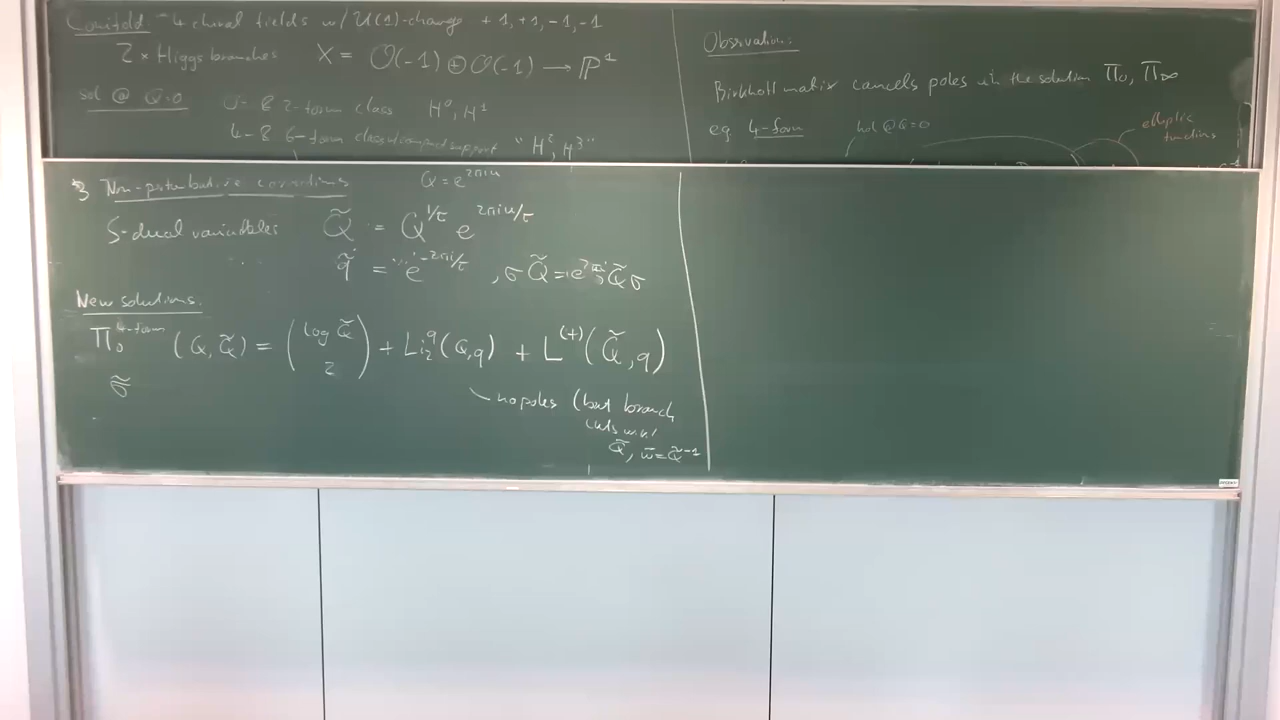 Conifold - 4 chiral fields w/ U(1)-charge +1, +1, -1, -1
2 × Higgs branches X = O(-1) ⊕ O(-1) → ℙ¹
sol @ Q=0 0- & 2-form class H⁰, H¹
4- & 6-form class w/ compact support "H², H³"
Observation:
Birkhoff matrix cancels poles in the solution Π₀, Π∞
eg. 4-form hol @ Q=0 elliptic functions
3 Non-perturbative corrections Q = e^{2πiu}
S-dual variables Q̃ = Q^{1/τ} e^{2πiu/τ}
q̃ = e^{-2πi/τ}, σQ̃ = e^{2πi}Q̃σ
New solutions:
Π₀^{4-form} (Q, Q̃) = (log Q̃ 2) + Li₂^q(Q,q) + L^{(+)}(Q̃,q)
σ̃
no poles (but branch
cuts
Q̃, w̃=Q̃⁻¹